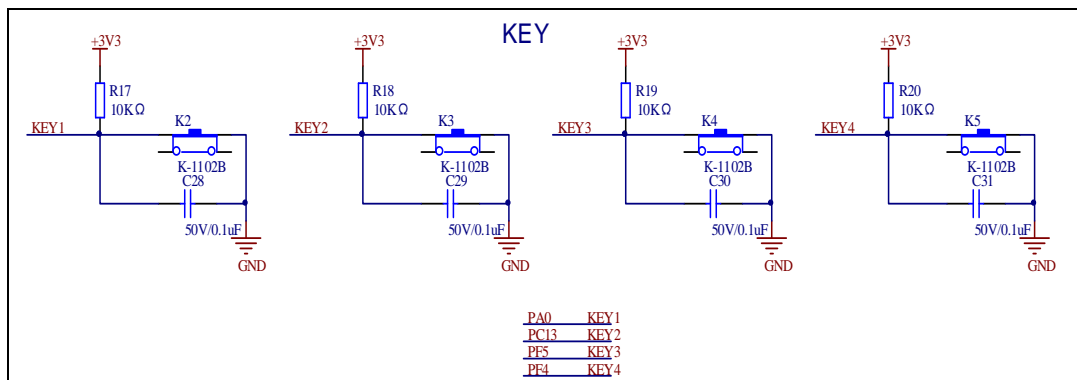 KEY
+3V3 +3V3 +3V3 +3V3
R17 R18 R19 R20
10KΩ 10KΩ 10KΩ 10KΩ
KEY1 K2 KEY2 K3 KEY3 K4 KEY4 K5
K-1102B K-1102B K-1102B K-1102B
C28 C29 C30 C31
50V/0.1uF 50V/0.1uF 50V/0.1uF 50V/0.1uF
GND GND GND GND
PA0 KEY1
PC13 KEY2
PF5 KEY3
PF4 KEY4